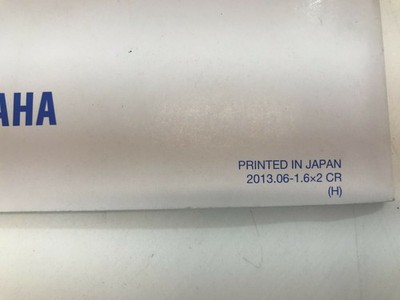 AHA
PRINTED IN JAPAN
2013.06-1.6×2 CR
(H)